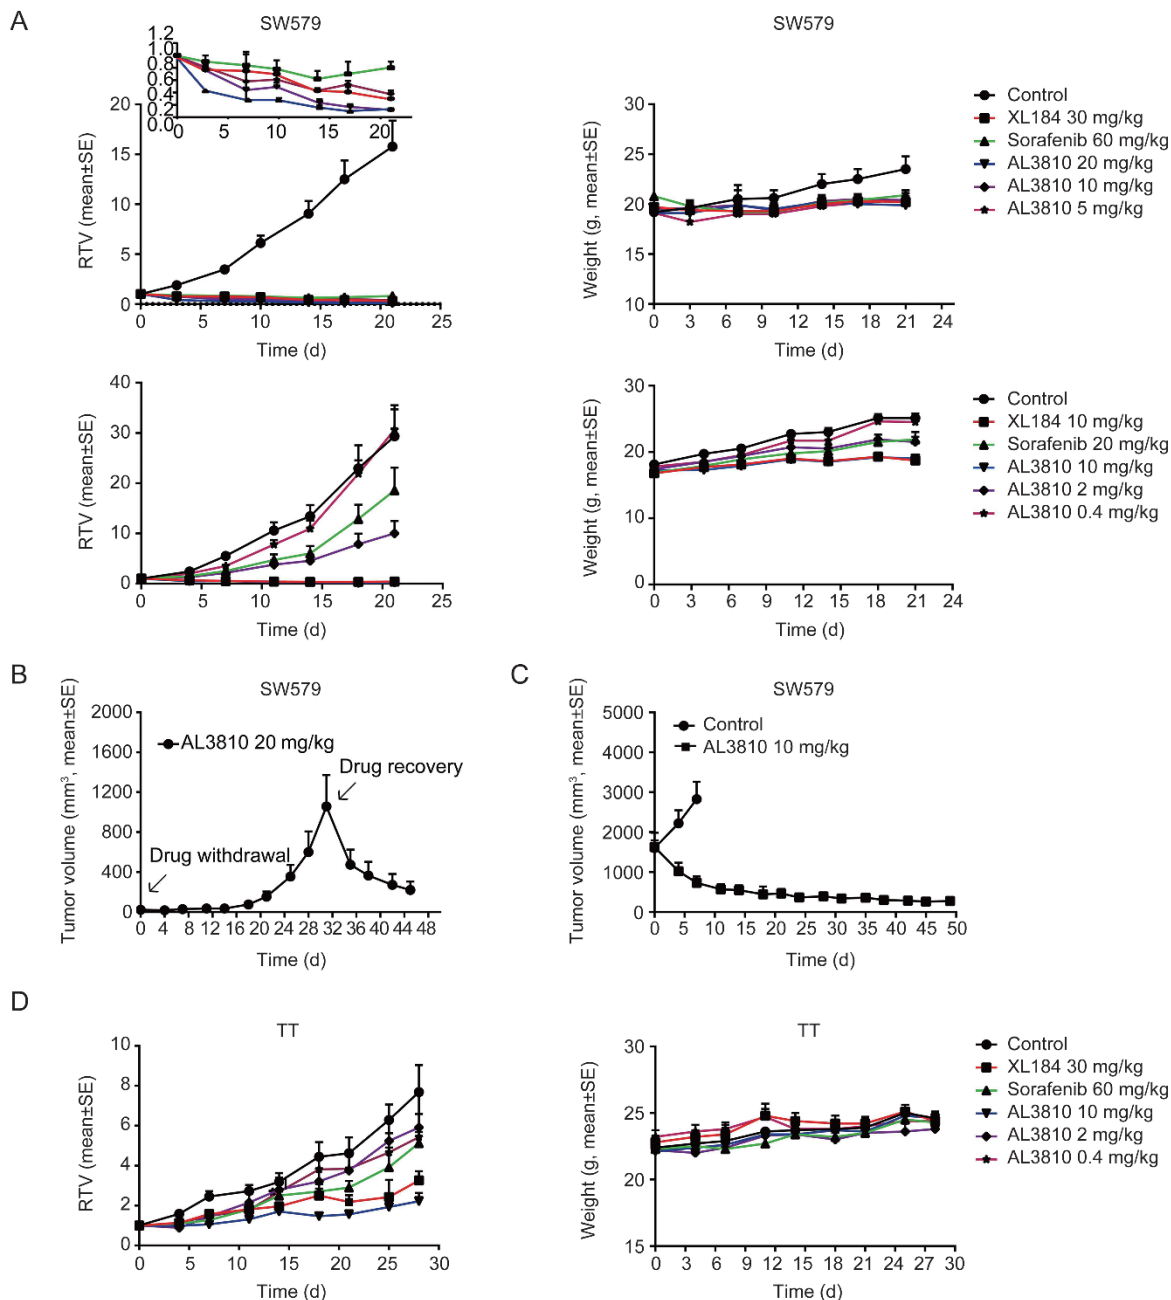 A
SW579
1.2
1.0
0.8
0.6
0.4
0.2
0.0
0 5 10 15 20
20
15
10
5
0
RTV (mean±SE)
0 5 10 15 20 25
Time (d)
SW579
30
25
20
15
10
Weight (g, mean±SE)
0 3 6 9 12 15 18 21 24
Time (d)
Control
XL184 30 mg/kg
Sorafenib 60 mg/kg
AL3810 20 mg/kg
AL3810 10 mg/kg
AL3810 5 mg/kg
40
30
20
10
0
RTV (mean±SE)
0 5 10 15 20 25
Time (d)
30
20
10
0
Weight (g, mean±SE)
0 3 6 9 12 15 18 21 24
Time (d)
Control
XL184 10 mg/kg
Sorafenib 20 mg/kg
AL3810 10 mg/kg
AL3810 2 mg/kg
AL3810 0.4 mg/kg
B
SW579
2000
1600
1200
800
400
0
Tumor volume (mm³, mean±SE)
AL3810 20 mg/kg
Drug recovery
Drug withdrawal
0 4 8 12 16 20 24 28 32 36 40 44 48
Time (d)
C
SW579
5000
4000
3000
2000
1000
0
Tumor volume (mm³, mean±SE)
Control
AL3810 10 mg/kg
0 5 10 15 20 25 30 35 40 45 50
Time (d)
D
TT
10
8
6
4
2
0
RTV (mean±SE)
0 5 10 15 20 25 30
Time (d)
TT
30
25
20
15
Weight (g, mean±SE)
0 3 6 9 12 15 18 21 24 27 30
Time (d)
Control
XL184 30 mg/kg
Sorafenib 60 mg/kg
AL3810 10 mg/kg
AL3810 2 mg/kg
AL3810 0.4 mg/kg